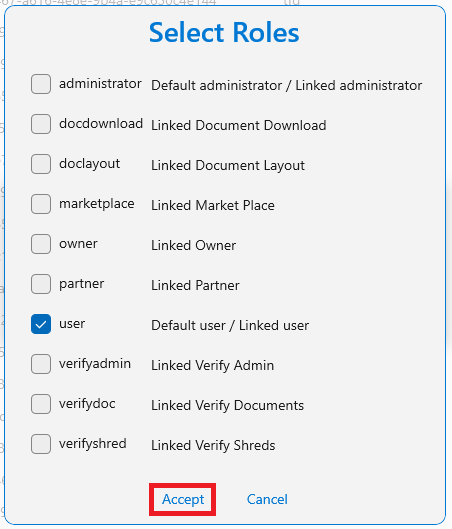 Select Roles
administrator Default administrator / Linked administrator
docdownload Linked Document Download
doclayout Linked Document Layout
marketplace Linked Market Place
owner Linked Owner
partner Linked Partner
user Default user / Linked user
verifyadmin Linked Verify Admin
verifydoc Linked Verify Documents
verifyshred Linked Verify Shreds
Accept Cancel